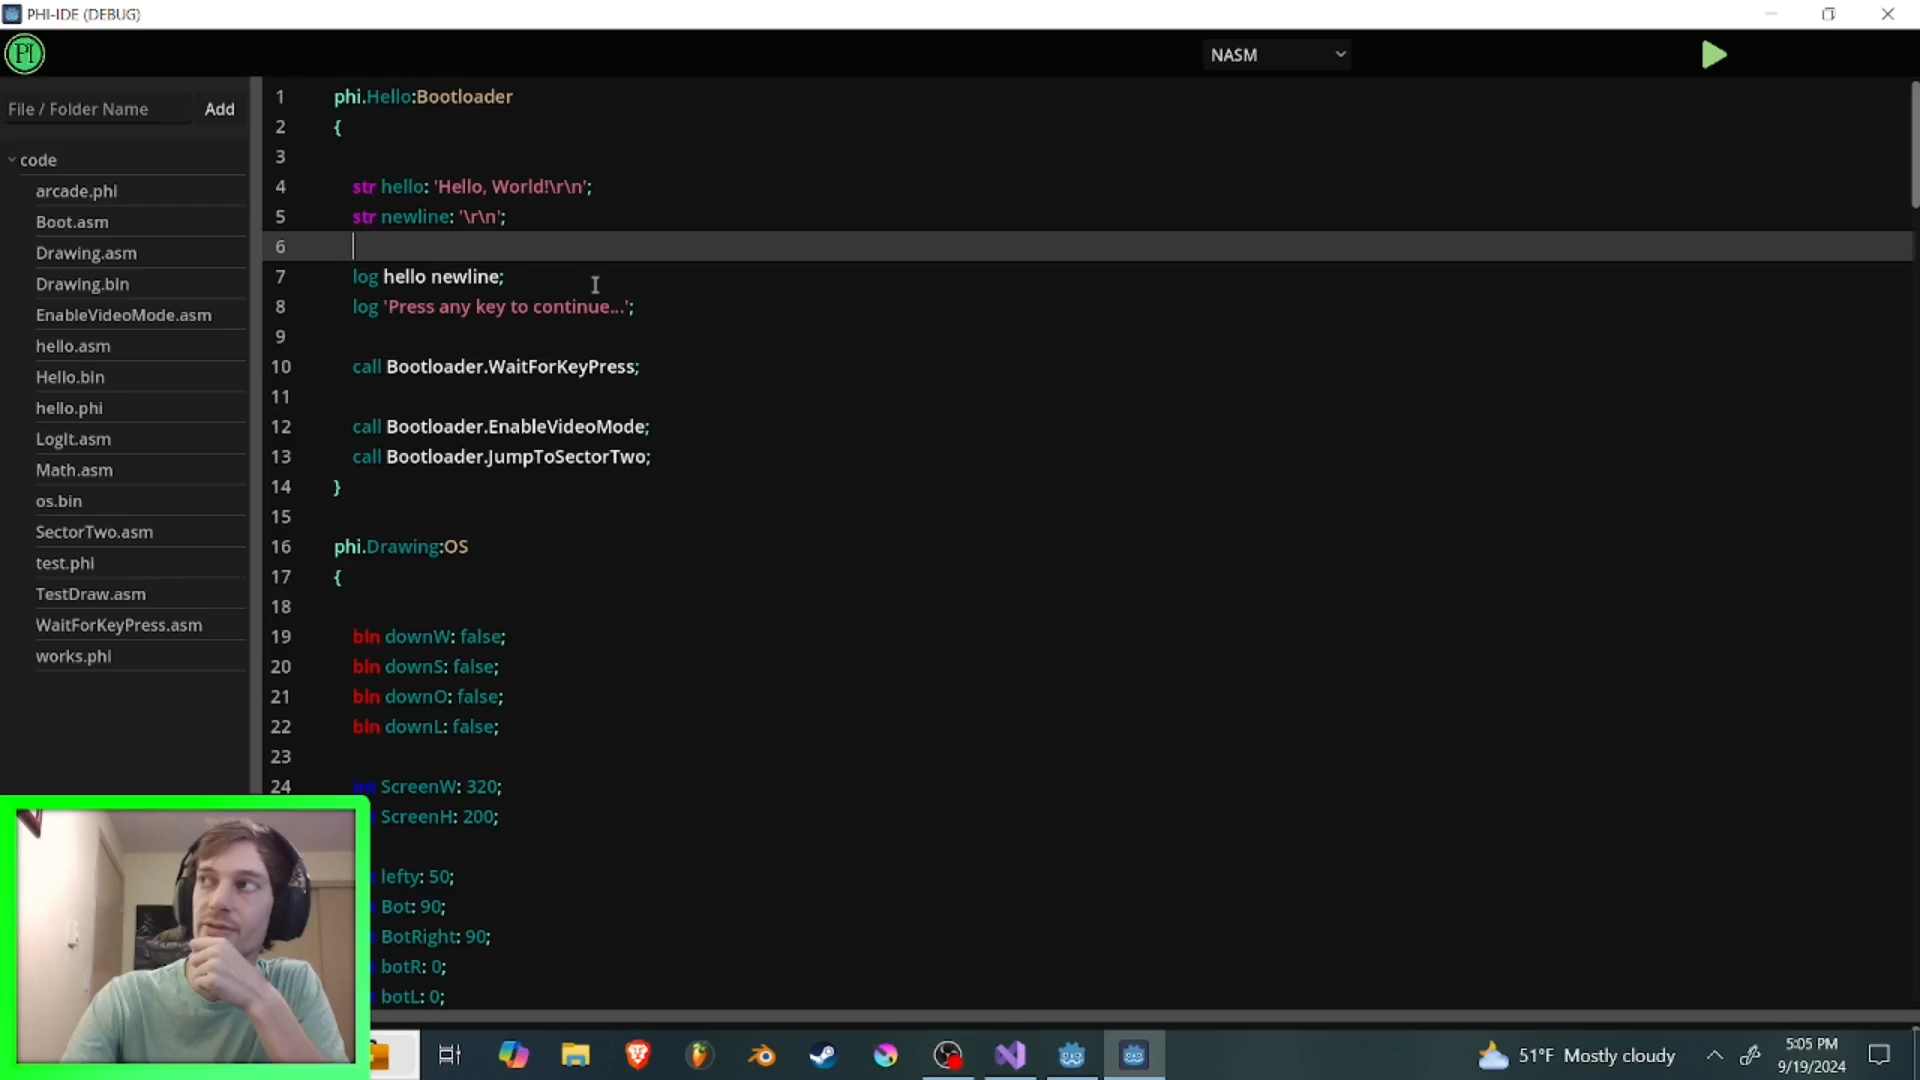 PHI-IDE (DEBUG)
PI
NASM
File / Folder Name
Add
code
arcade.phi
Boot.asm
Drawing.asm
Drawing.bin
EnableVideoMode.asm
hello.asm
Hello.bin
hello.phi
LogIt.asm
Math.asm
os.bin
SectorTwo.asm
test.phi
TestDraw.asm
WaitForKeyPress.asm
works.phi
1 phi.Hello:Bootloader
2 {
3
4 str hello: 'Hello, World!\r\n';
5 str newline: '\r\n';
6
7 log hello newline;
8 log 'Press any key to continue...';
9
10 call Bootloader.WaitForKeyPress;
11
12 call Bootloader.EnableVideoMode;
13 call Bootloader.JumpToSectorTwo;
14 }
15
16 phi.Drawing:OS
17 {
18
19 bln downW: false;
20 bln downS: false;
21 bln downO: false;
22 bln downL: false;
23
24 int ScreenW: 320;
ScreenH: 200;
lefty: 50;
Bot: 90;
BotRight: 90;
botR: 0;
botL: 0;
51°F Mostly cloudy
5:05 PM
9/19/2024